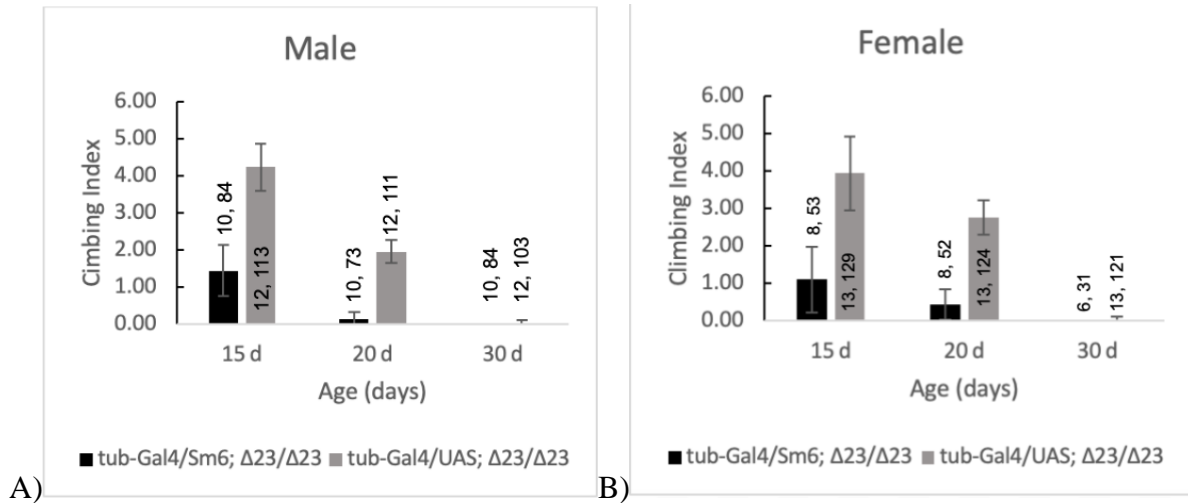 Male
Cimbing Index
6.00
5.00
4.00
3.00
2.00
1.00
0.00
10, 84
12, 113
10, 73
12, 111
10, 84
12, 103
15 d
20 d
30 d
Age (days)
tub-Gal4/Sm6; Δ23/Δ23
tub-Gal4/UAS; Δ23/Δ23
A)
Female
Climbing Index
6.00
5.00
4.00
3.00
2.00
1.00
0.00
8, 53
13, 129
8, 52
13, 124
6, 31
13, 121
15 d
20 d
30 d
Age (days)
tub-Gal4/Sm6; Δ23/Δ23
tub-Gal4/UAS; Δ23/Δ23
B)